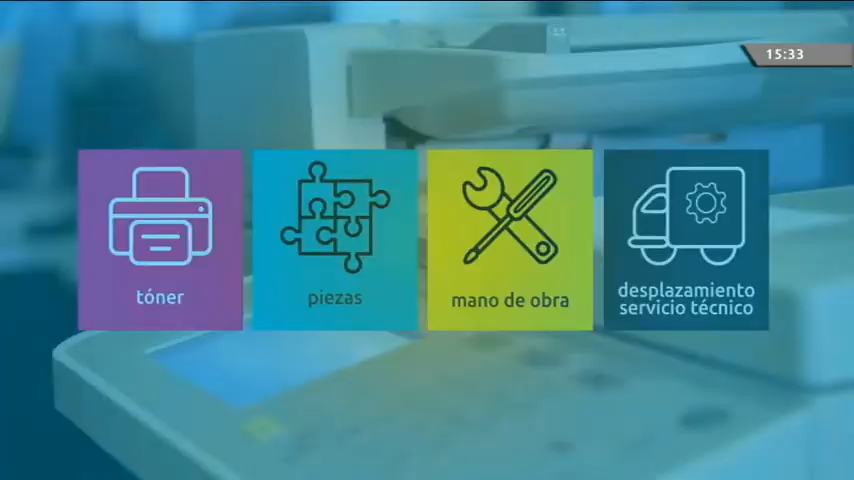 15:33
tóner
piezas
mano de obra
desplazamiento
servicio técnico